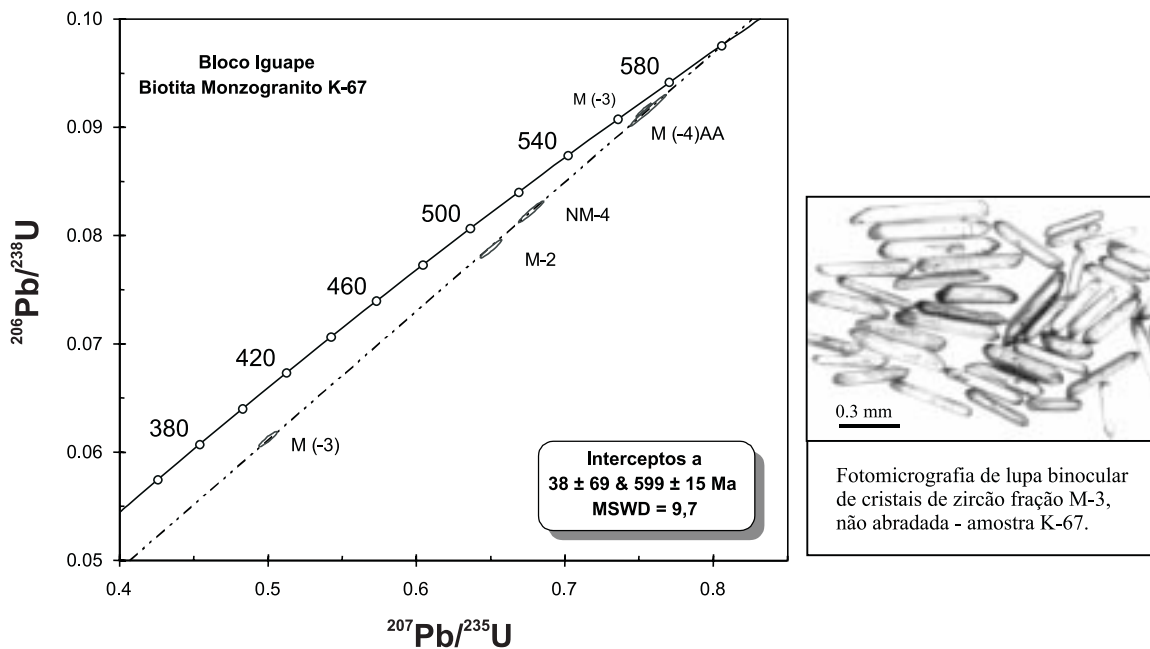 Bloco Iguape
Biotita Monzogranito K-67
0.10
0.09
0.08
0.07
0.06
0.05
0.4
0.5
0.6
0.7
0.8
206Pb/238U
207Pb/235U
580
540
500
460
420
380
M (-3)
M (-4)AA
NM-4
M-2
M (-3)
Interceptos a
38 ± 69 & 599 ± 15 Ma
MSWD = 9,7
0.3 mm
Fotomicrografia de lupa binocular
de cristais de zircão fração M-3,
não abradada - amostra K-67.